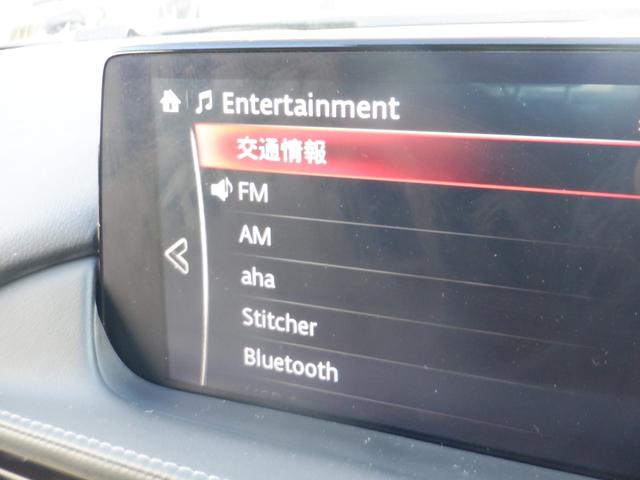 Entertainment
交通情報
FM
AM
aha
Stitcher
Bluetooth